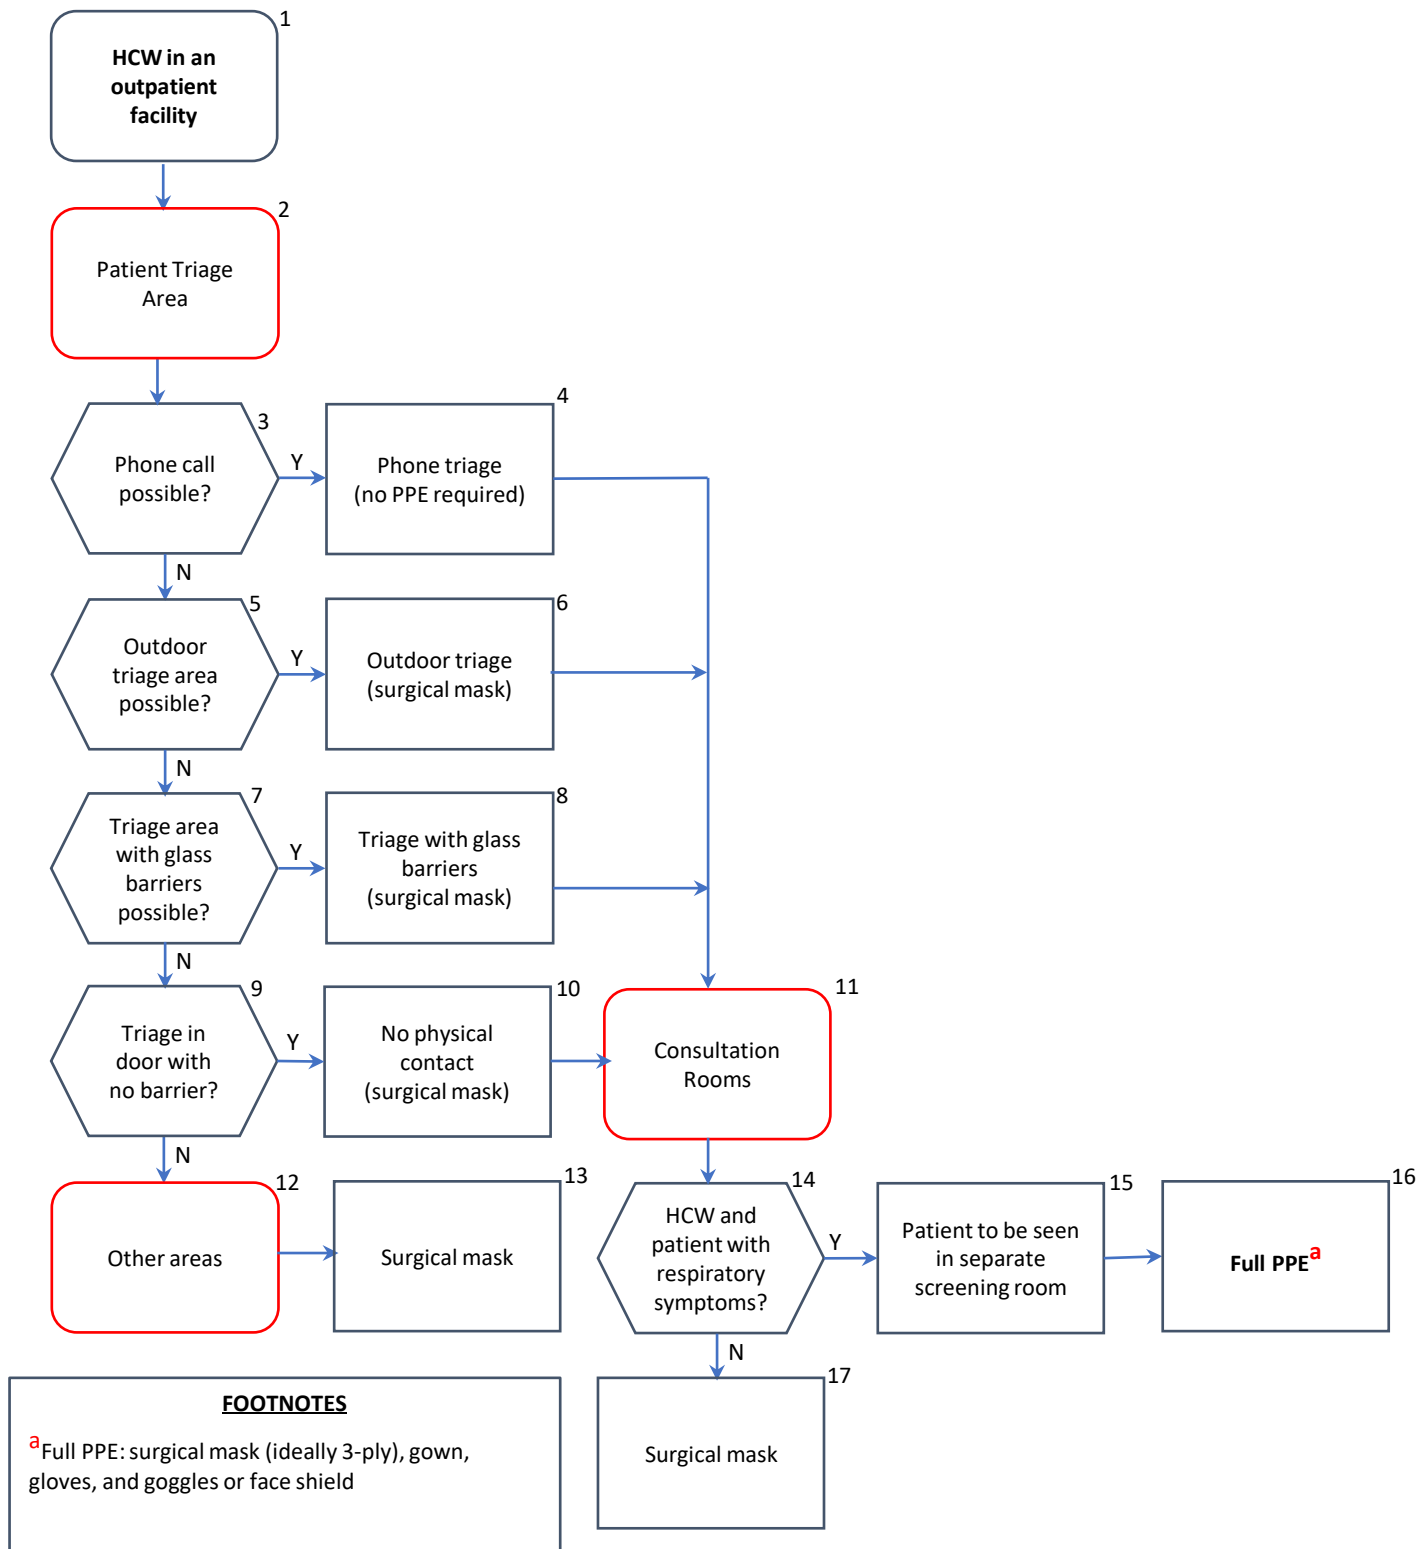 1
HCW in an
outpatient
facility
2
Patient Triage
Area
3
Phone call
possible?
Y
4
Phone triage
(no PPE required)
N
5
Outdoor
triage area
possible?
Y
6
Outdoor triage
(surgical mask)
N
7
Triage area
with glass
barriers
possible?
Y
8
Triage with glass
barriers
(surgical mask)
N
9
Triage in
door with
no barrier?
Y
10
No physical
contact
(surgical mask)
11
Consultation
Rooms
N
12
Other areas
13
Surgical mask
14
HCW and
patient with
respiratory
symptoms?
Y
15
Patient to be seen
in separate
screening room
16
Full PPEa
N
17
Surgical mask
FOOTNOTES
aFull PPE: surgical mask (ideally 3-ply), gown,
gloves, and goggles or face shield